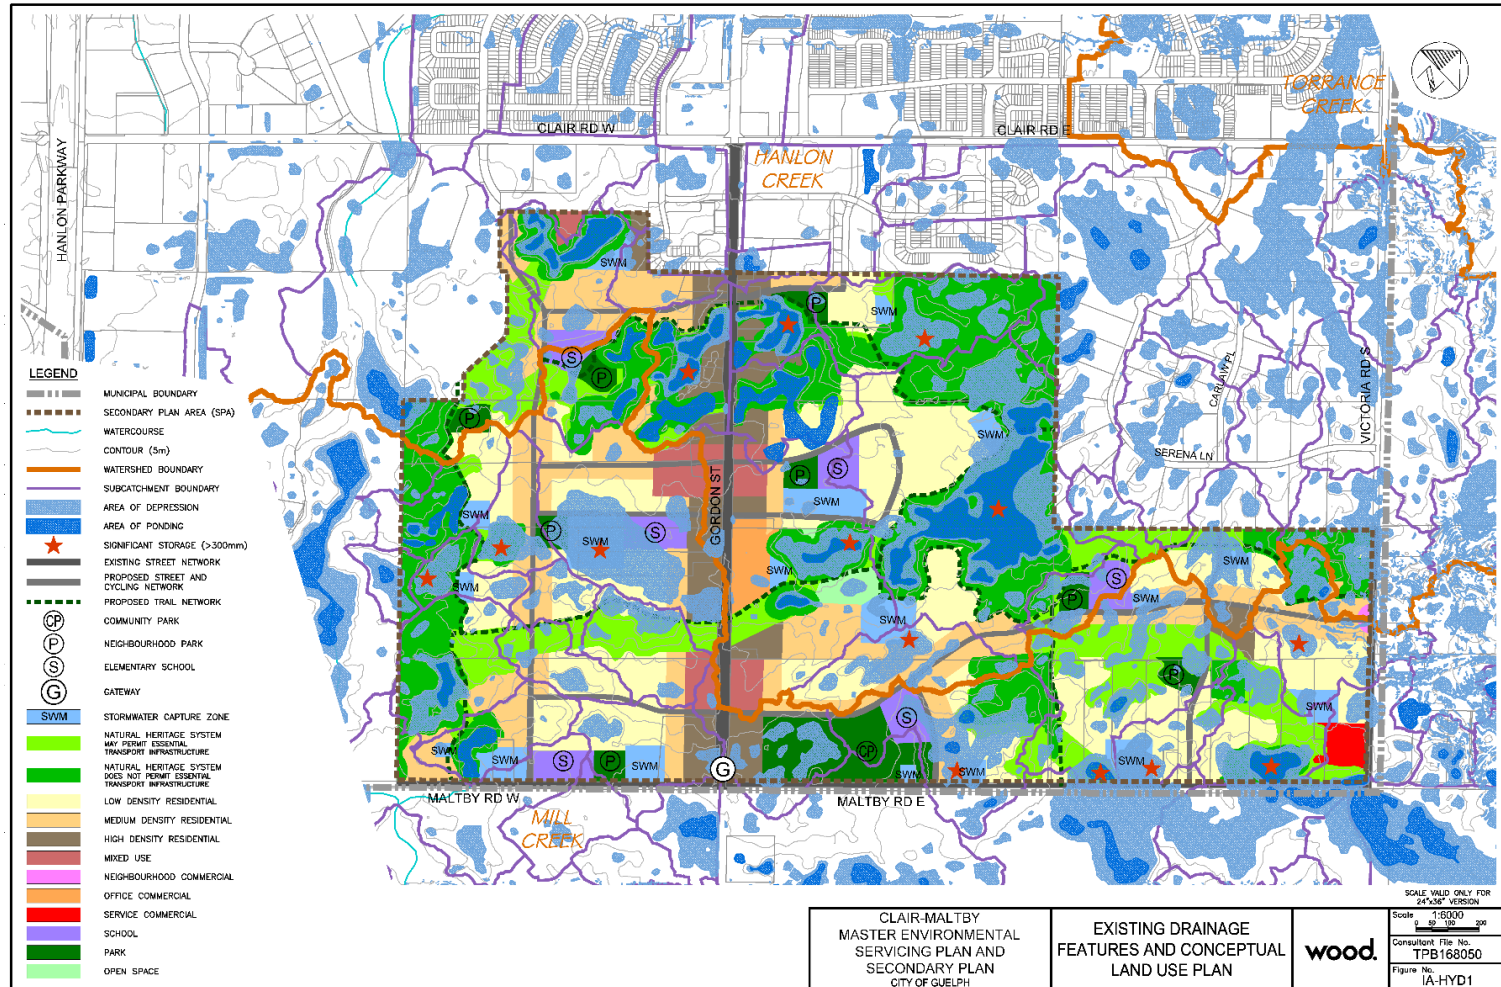 TORRANCE
CREEK
CLAIR RD W
CLAIR RD E
HANLON
CREEK
HANLON PARKWAY
SWM
P
SWM
SWM
S
P
P
CARLAW PL
VICTORIA RD S
SERENA LN
GORDON ST
SWM
P
S
SWM
SWM
P
SWM
S
SWM
SWM
SWM
S
P
SWM
SWM
P
SWM
S
CP
SWM
SWM
S
P
SWM
G
SWM
SWM
SWM
MALTBY RD W
MALTBY RD E
MILL
CREEK
LEGEND
MUNICIPAL BOUNDARY
SECONDARY PLAN AREA (SPA)
WATERCOURSE
CONTOUR (5m)
WATERSHED BOUNDARY
SUBCATCHMENT BOUNDARY
AREA OF DEPRESSION
AREA OF PONDING
SIGNIFICANT STORAGE (>300mm)
EXISTING STREET NETWORK
PROPOSED STREET AND
CYCLING NETWORK
PROPOSED TRAIL NETWORK
CP COMMUNITY PARK
P NEIGHBOURHOOD PARK
S ELEMENTARY SCHOOL
G GATEWAY
SWM STORMWATER CAPTURE ZONE
NATURAL HERITAGE SYSTEM
MAY PERMIT ESSENTIAL
TRANSPORT INFRASTRUCTURE
NATURAL HERITAGE SYSTEM
DOES NOT PERMIT ESSENTIAL
TRANSPORT INFRASTRUCTURE
LOW DENSITY RESIDENTIAL
MEDIUM DENSITY RESIDENTIAL
HIGH DENSITY RESIDENTIAL
MIXED USE
NEIGHBOURHOOD COMMERCIAL
OFFICE COMMERCIAL
SERVICE COMMERCIAL
SCHOOL
PARK
OPEN SPACE
CLAIR-MALTBY
MASTER ENVIRONMENTAL
SERVICING PLAN AND
SECONDARY PLAN
CITY OF GUELPH
EXISTING DRAINAGE
FEATURES AND CONCEPTUAL
LAND USE PLAN
wood.
SCALE VALID ONLY FOR
24"x36" VERSION
Scale 1:6000
0 50 100 200
Consultant File No.
TPB168050
Figure No.
IA-HYD1